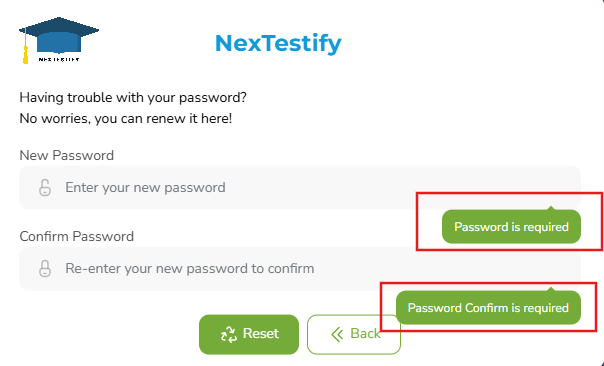 NEXTESTIFY
NexTestify
Having trouble with your password?
No worries, you can renew it here!
New Password
Enter your new password
Password is required
Confirm Password
Re-enter your new password to confirm
Password Confirm is required
Reset
Back